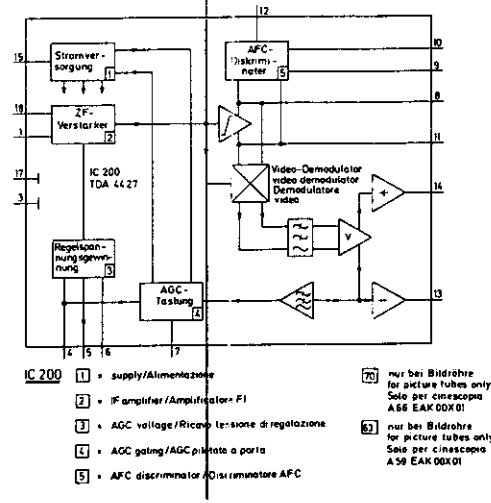 12
Stromver-
sorgung
1
15
AFC-
Diskrimi-
nator
5
10
9
8
11
ZF-
Verstärker
2
18
1
IC 200
TDA 4427
17
3
Video-Demodulator
video demodulator
Demodulatore
video
14
V
+
Regelspan-
nungsgewin-
nung
3
AGC-
Tastung
4
-
13
4 5 6 7
IC 200
1 = supply/Alimentazione
2 = IF amplifier/Amplificatore FI
3 = AGC voltage/Ricavo tensione di regolazione
4 = AGC gating/AGC pilotato a porta
5 = AFC discriminator/Discriminatore AFC
70 nur bei Bildröhre
for picture tubes only
Solo per cinescopia
A 66 EAK 00X01
63 nur bei Bildröhre
for picture tubes only
Solo per cinescopia
A 59 EAK 00X01